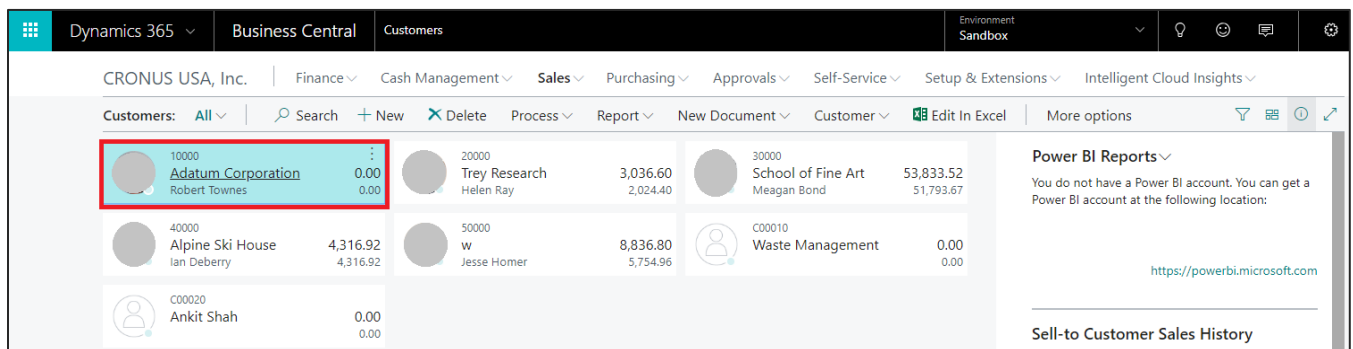 Dynamics 365 Business Central Customers Environment Sandbox
CRONUS USA, Inc. Finance Cash Management Sales Purchasing Approvals Self-Service Setup & Extensions Intelligent Cloud Insights
Customers: All Search + New Delete Process Report New Document Customer Edit In Excel More options
10000
Adatum Corporation 0.00
Robert Townes 0.00
20000
Trey Research 3,036.60
Helen Ray 2,024.40
30000
School of Fine Art 53,833.52
Meagan Bond 51,793.67
40000
Alpine Ski House 4,316.92
Ian Deberry 4,316.92
50000
w 8,836.80
Jesse Homer 5,754.96
C00010
Waste Management 0.00
0.00
C00020
Ankit Shah 0.00
0.00
Power BI Reports
You do not have a Power BI account. You can get a
Power BI account at the following location:
https://powerbi.microsoft.com
Sell-to Customer Sales History